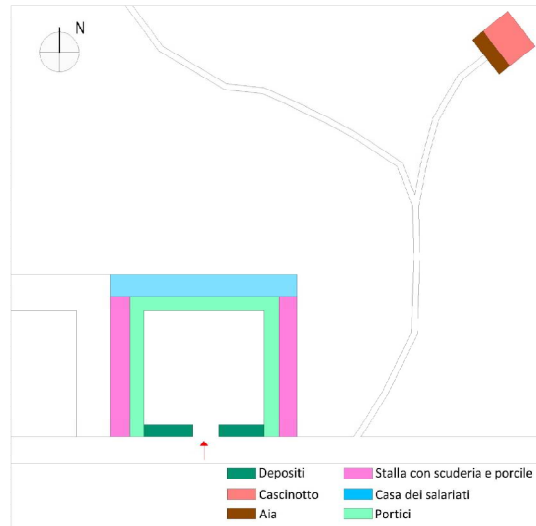 N
Depositi
Stalla con scuderia e porcile
Cascinotto
Casa dei salariati
Aia
Portici